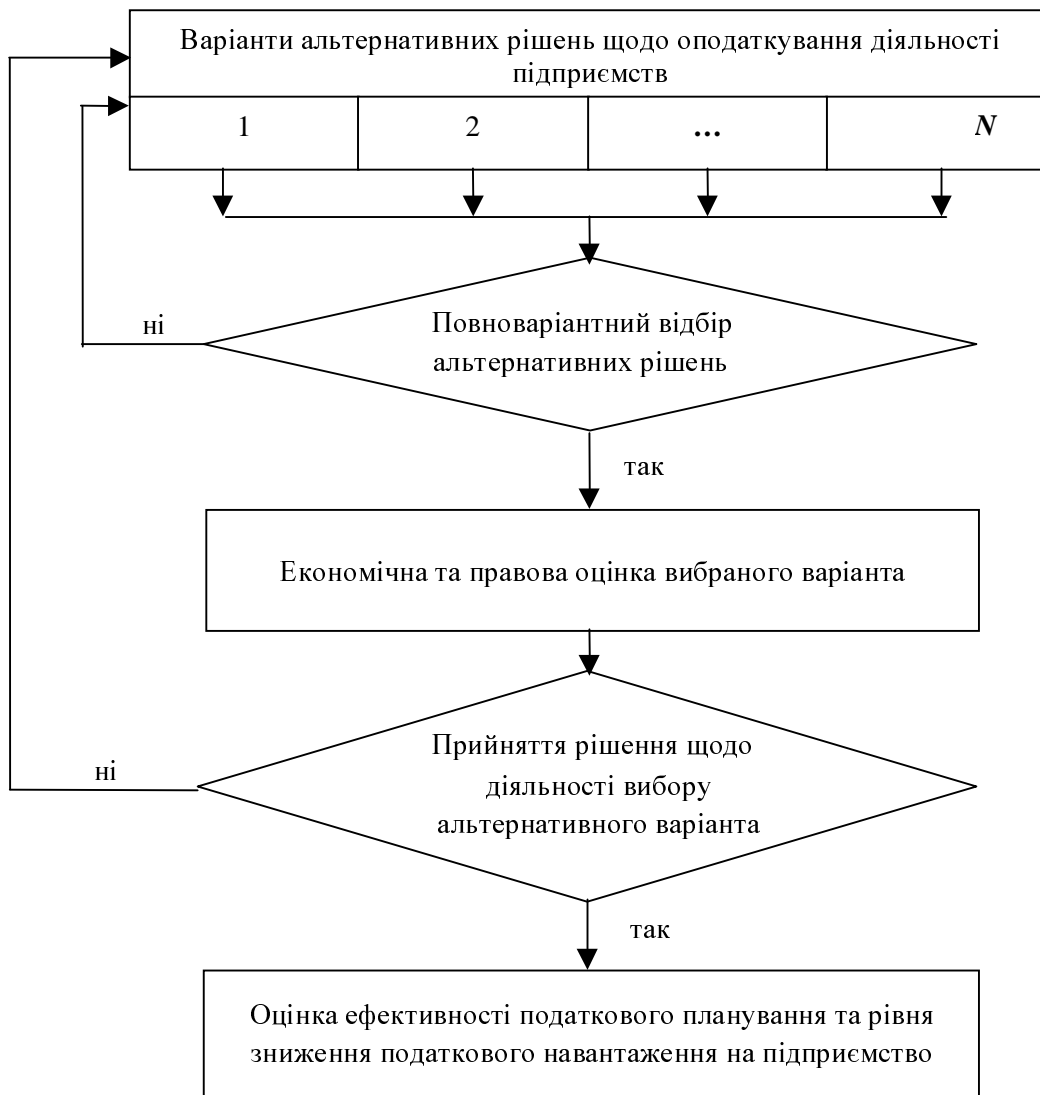 Варіанти альтернативних рішень щодо оподаткування діяльності
підприємств
1 2 ... N
Повноваріантний відбір
альтернативних рішень
ні
так
Економічна та правова оцінка вибраного варіанта
Прийняття рішення щодо
діяльності вибору
альтернативного варіанта
ні
так
Оцінка ефективності податкового планування та рівня
зниження податкового навантаження на підприємство